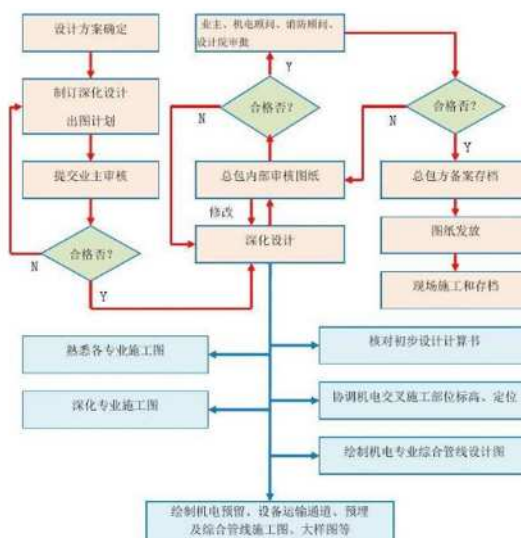 设计方案确定
制订深化设计
出图计划
提交业主审核
合格否?
N
Y
业主、机电顾问、消防顾问、
设计院审批
Y
合格否?
N
总包内部审核图纸
修改
深化设计
合格否?
N
Y
总包方备案存档
图纸发放
现场施工和存档
熟悉各专业施工图
深化专业施工图
核对初步设计计算书
协调机电交叉施工部位标高、定位
绘制机电专业综合管线设计图
绘制机电预留、设备运输通道、预埋
及综合管线施工图、大样图等